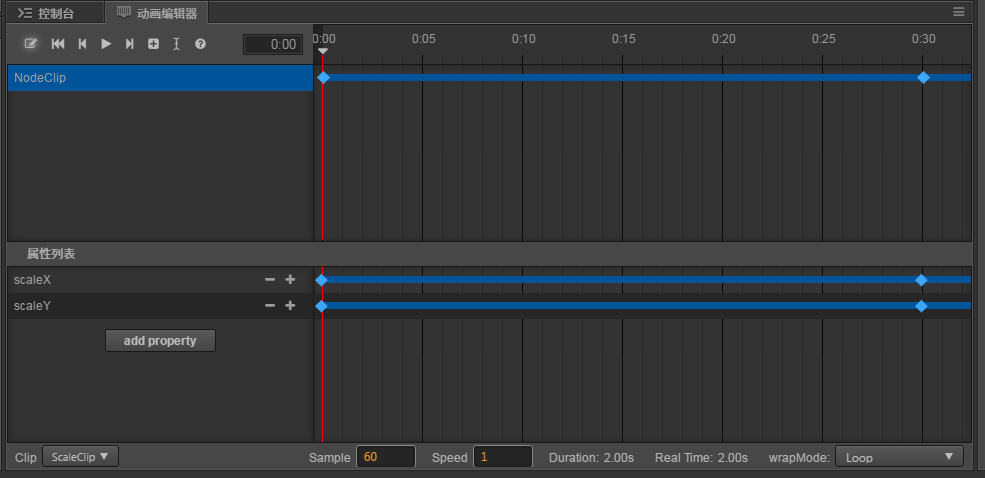 控制台 动画编辑器
0:00 0:00 0:05 0:10 0:15 0:20 0:25 0:30
NodeClip
属性列表
scaleX
scaleY
add property
Clip ScaleClip Sample 60 Speed 1 Duration: 2.00s Real Time: 2.00s wrapMode: Loop